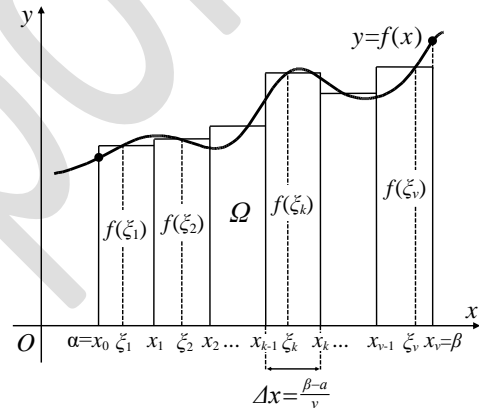 y
y=f(x)
f(ξ1) f(ξ2) Ω f(ξk) f(ξν)
x
O α=x0 ξ1 x1 ξ2 x2 ... xk-1 ξk xk ... xν-1 ξν xν=β
Δx=β−α/ν